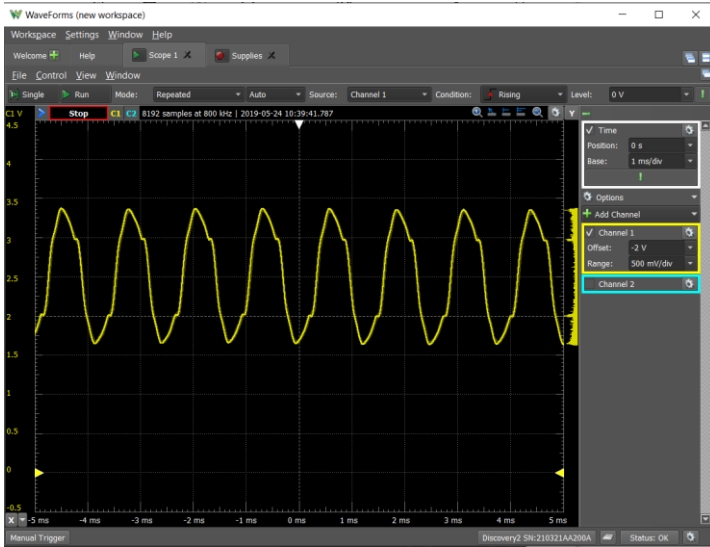 WaveForms (new workspace)
Workspace Settings Window Help
Welcome Help Scope 1 Supplies
File Control View Window
Single Run Mode: Repeated Auto Source: Channel 1 Condition: Rising Level: 0 V
C1 V Stop C1 C2 8192 samples at 800 kHz | 2019-05-24 10:39:41.787 Y
4.5
4
3.5
3
2.5
2
1.5
1
0.5
0
-0.5
X -5 ms -4 ms -3 ms -2 ms -1 ms 0 ms 1 ms 2 ms 3 ms 4 ms 5 ms
Time
Position: 0 s
Base: 1 ms/div
Options
Add Channel
Channel 1
Offset: -2 V
Range: 500 mV/div
Channel 2
Manual Trigger Discovery2 SN:210321AA200A Status: OK